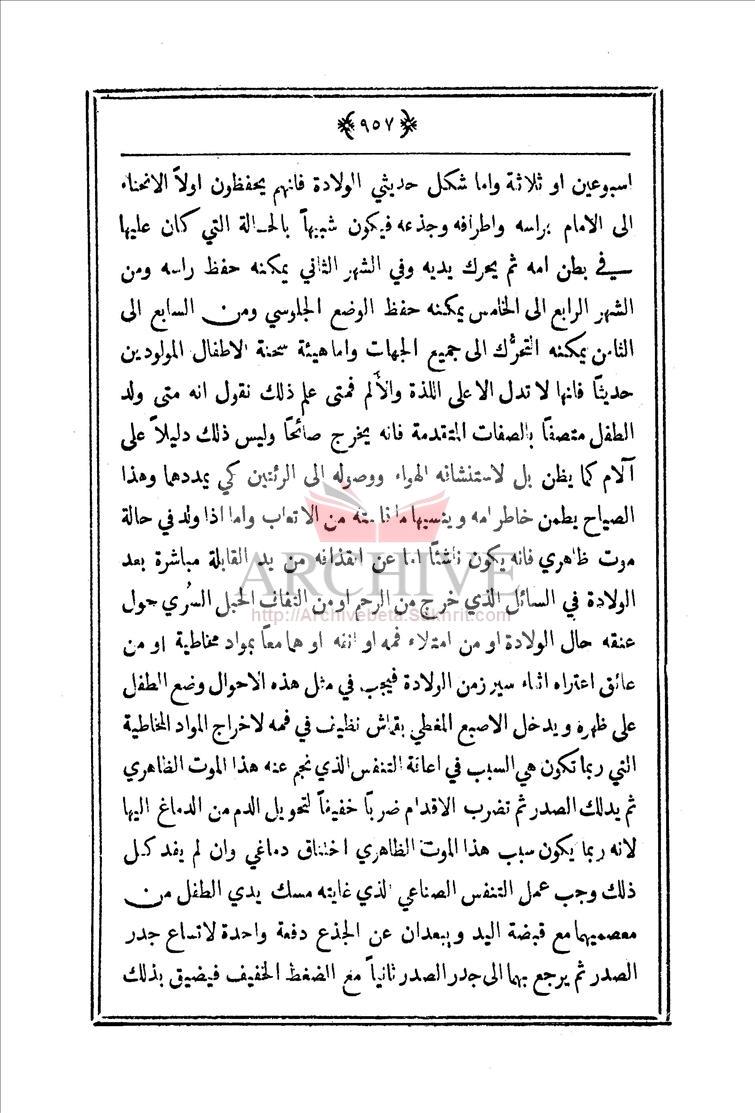 ٩٥٧
اسبوعين او ثلاثة واما شكل حديثي الولادة فانهم يحفظون اولاً الانحناء
الى الامام براسه واطرافه وجذعه فيكون شبيهاً بالحالة التي كان عليها
في بطن امه ثم يحرك يديه وفي الشهر الثاني يمكنه حفظ راسه ومن
الشهر الرابع الى الخامس يمكنه حفظ الوضع الجلوسي ومن السابع الى
الثامن يمكنه التحرُّك الى جميع الجهات واما هيئة سحنة الاطفال المولودين
حديثاً فانها لا تدل الا على اللذة والألم فمتى علم ذلك نقول انه متى ولد
الطفل متصفاً بالصفات المتقدمة فانه يخرج صائحاً وليس ذلك دليلاً على
آلام كما يظن بل لاستنشاقه الهواء ووصوله الى الرئتين كي يمددهما وهذا
الصياح يطمن خاطر امه وينسيها ما قاسته من الاتعاب واما اذا ولد في حالة
موت ظاهري فانه يكون ناشئاً اما عن انقذافه من يد القابلة مباشرة بعد
ARCHIVE
الولادة في السائل الذي خرج من الرحم او من التفاف الحبل السُري حول
http://Archivebeta.Sakhrit.com
عنقه حال الولادة او من امتلاء فمه او انفه او هما معاً بمواد مخاطية او من
عائق اعتراه اثناء سير زمن الولادة فيجب في مثل هذه الاحوال وضع الطفل
على ظهره ويدخل الاصبع المغطي بقماش نظيف في فمه لاخراج المواد المخاطية
التي ربما تكون هي السبب في اعاقة التنفس الذي نجم عنه هذا الموت الظاهري
ثم يدلك الصدر ثم تضرب الاقدام ضرباً خفيفاً لتحويل الدم من الدماغ اليها
لانه ربما يكون سبب هذا الموت الظاهري اختناق دماغي وان لم يفد كل
ذلك وجب عمل التنفس الصناعي الذي غايته مسك يدي الطفل من
معصميهما مع قبضة اليد ويبعدان عن الجذع دفعة واحدة لاتساع جدر
الصدر ثم يرجع بهما الى جدر الصدر ثانياً مع الضغط الخفيف فيضيق بذلك